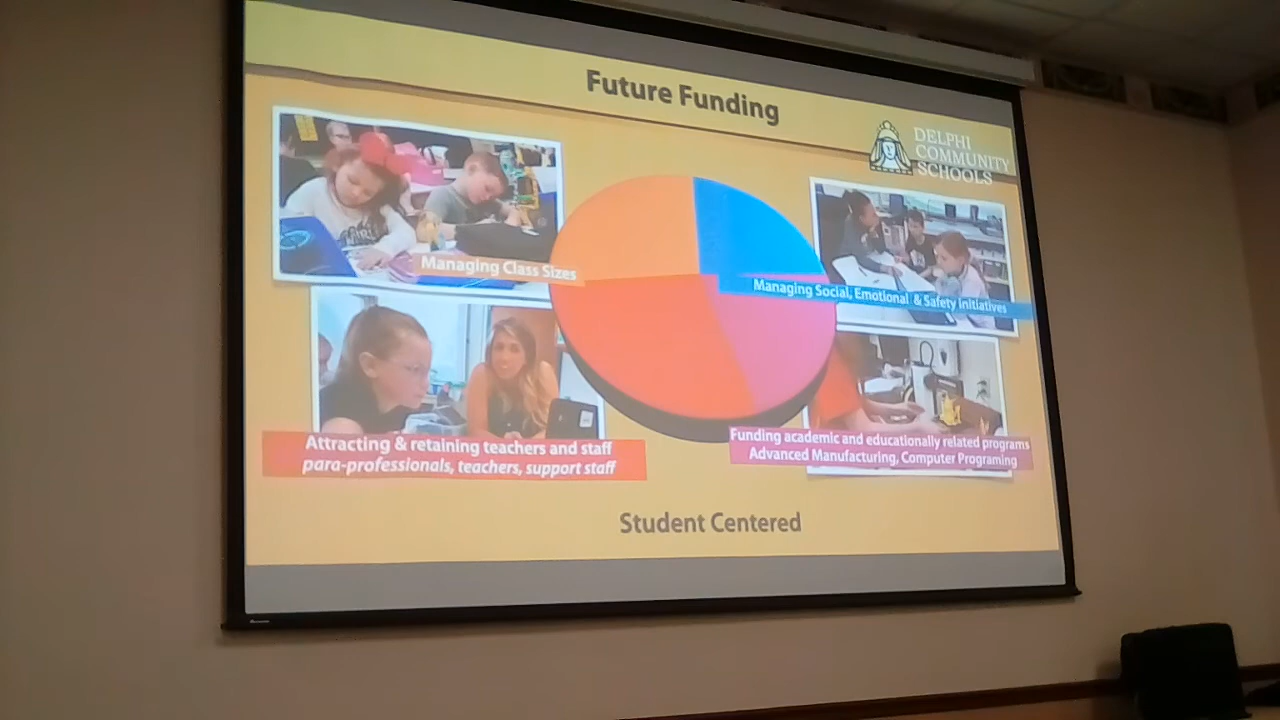 Future Funding
DELPHI
COMMUNITY
SCHOOLS
Managing Class Sizes
Managing Social, Emotional & Safety Initiatives
Attracting & retaining teachers and staff
para-professionals, teachers, support staff
Funding academic and educationally related programs
Advanced Manufacturing, Computer Programing
Student Centered